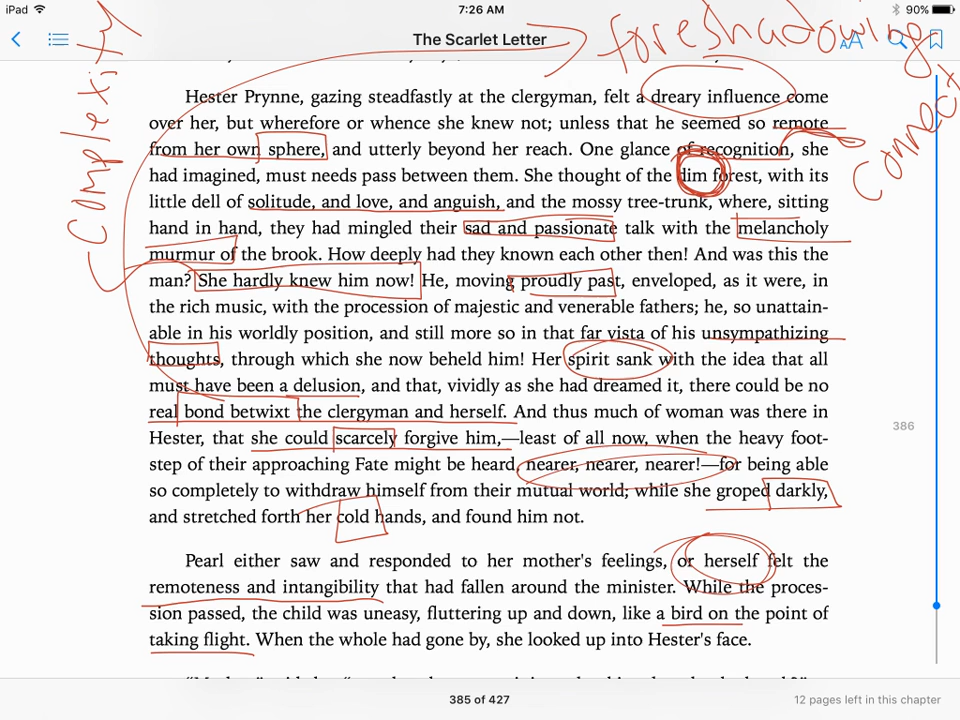 iPad 7:26 AM 90%
The Scarlet Letter AA
foreshadowing
Complexity
Connect
Hester Prynne, gazing steadfastly at the clergyman, felt a dreary influence come
over her, but wherefore or whence she knew not; unless that he seemed so remote
from her own sphere, and utterly beyond her reach. One glance of recognition, she
had imagined, must needs pass between them. She thought of the dim forest, with its
little dell of solitude, and love, and anguish, and the mossy tree-trunk, where, sitting
hand in hand, they had mingled their sad and passionate talk with the melancholy
murmur of the brook. How deeply had they known each other then! And was this the
man? She hardly knew him now! He, moving proudly past, enveloped, as it were, in
the rich music, with the procession of majestic and venerable fathers; he, so unattain-
able in his worldly position, and still more so in that far vista of his unsympathizing
thoughts, through which she now beheld him! Her spirit sank with the idea that all
must have been a delusion, and that, vividly as she had dreamed it, there could be no
real bond betwixt the clergyman and herself. And thus much of woman was there in
Hester, that she could scarcely forgive him,—least of all now, when the heavy foot-
step of their approaching Fate might be heard, nearer, nearer, nearer!—for being able
so completely to withdraw himself from their mutual world; while she groped darkly,
and stretched forth her cold hands, and found him not.
386
Pearl either saw and responded to her mother's feelings, or herself felt the
remoteness and intangibility that had fallen around the minister. While the proces-
sion passed, the child was uneasy, fluttering up and down, like a bird on the point of
taking flight. When the whole had gone by, she looked up into Hester's face.
385 of 427 12 pages left in this chapter